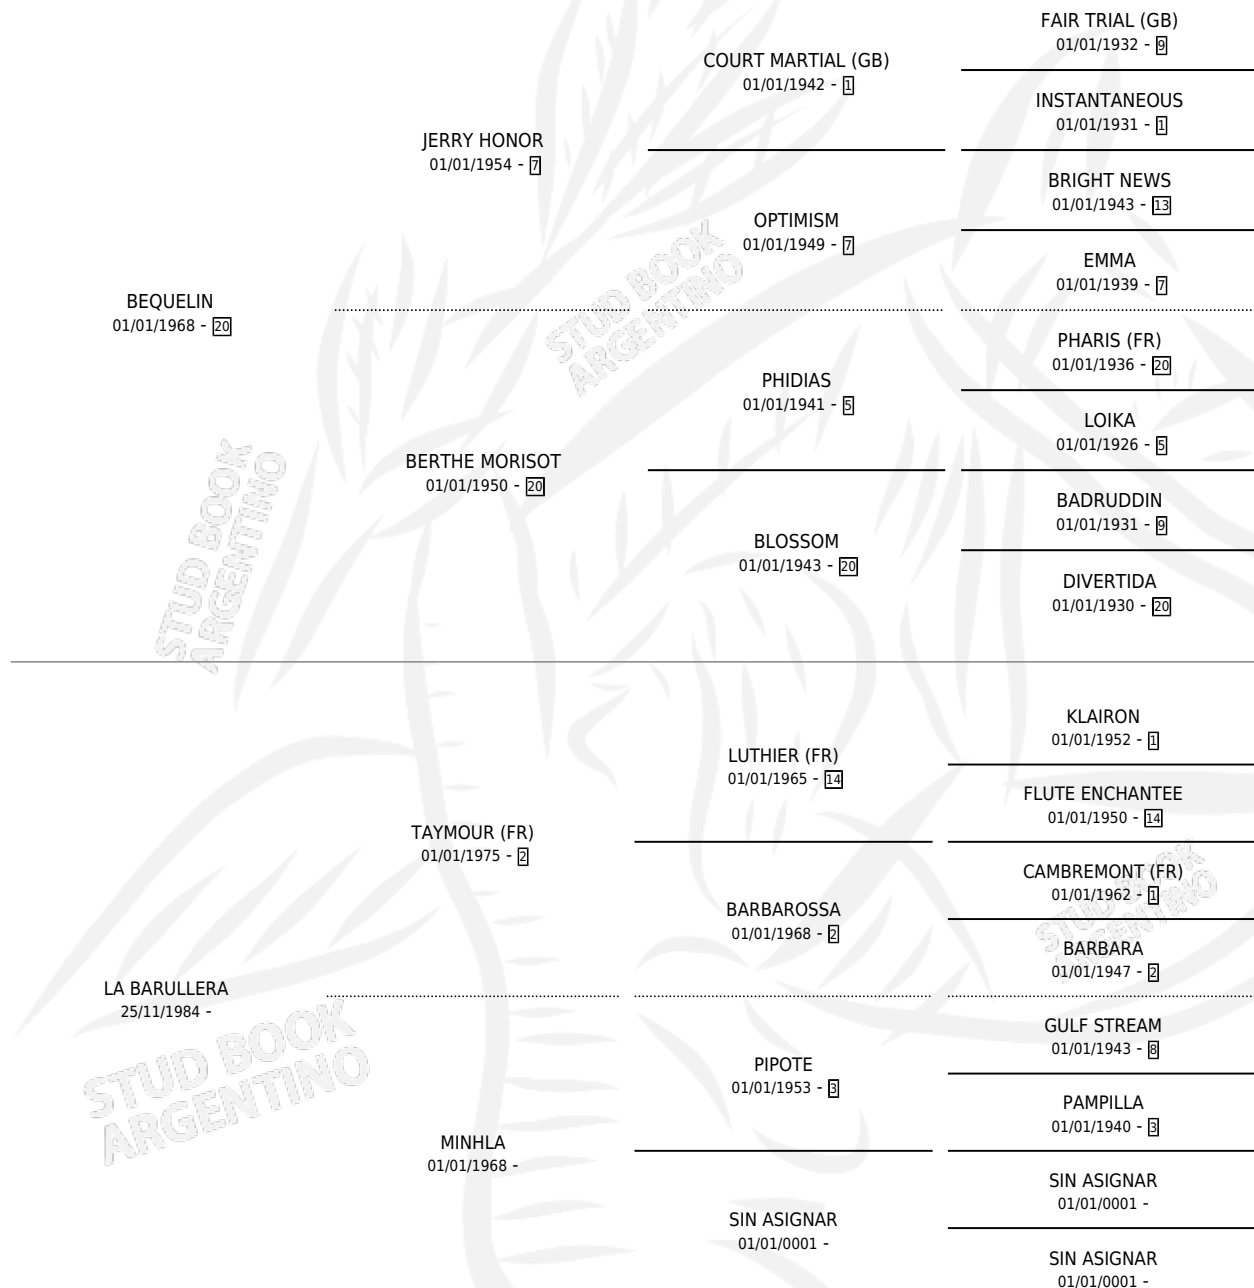 FAIR TRIAL (GB)
01/01/1932 - 9
COURT MARTIAL (GB)
01/01/1942 - 1
INSTANTANEOUS
01/01/1931 - 1
JERRY HONOR
01/01/1954 - 7
BRIGHT NEWS
01/01/1943 - 13
OPTIMISM
01/01/1949 - 7
EMMA
01/01/1939 - 7
BEQUELIN
01/01/1968 - 20
PHARIS (FR)
01/01/1936 - 20
PHIDIAS
01/01/1941 - 5
LOIKA
01/01/1926 - 5
BERTHE MORISOT
01/01/1950 - 20
BADRUDDIN
01/01/1931 - 9
BLOSSOM
01/01/1943 - 20
DIVERTIDA
01/01/1930 - 20
KLAIRON
01/01/1952 - 1
LUTHIER (FR)
01/01/1965 - 14
FLUTE ENCHANTEE
01/01/1950 - 14
TAYMOUR (FR)
01/01/1975 - 2
CAMBREMONT (FR)
01/01/1962 - 1
BARBAROSSA
01/01/1968 - 2
BARBARA
01/01/1947 - 2
LA BARULLERA
25/11/1984 -
GULF STREAM
01/01/1943 - 8
PIPOTE
01/01/1953 - 3
PAMPILLA
01/01/1940 - 3
MINHLA
01/01/1968 -
SIN ASIGNAR
01/01/0001 -
SIN ASIGNAR
01/01/0001 -
SIN ASIGNAR
01/01/0001 -
STUD BOOK
ARGENTINO
STUD BOOK
ARGENTINO
STUD BOOK
ARGENTINO
STUD BOOK
ARGENTINO